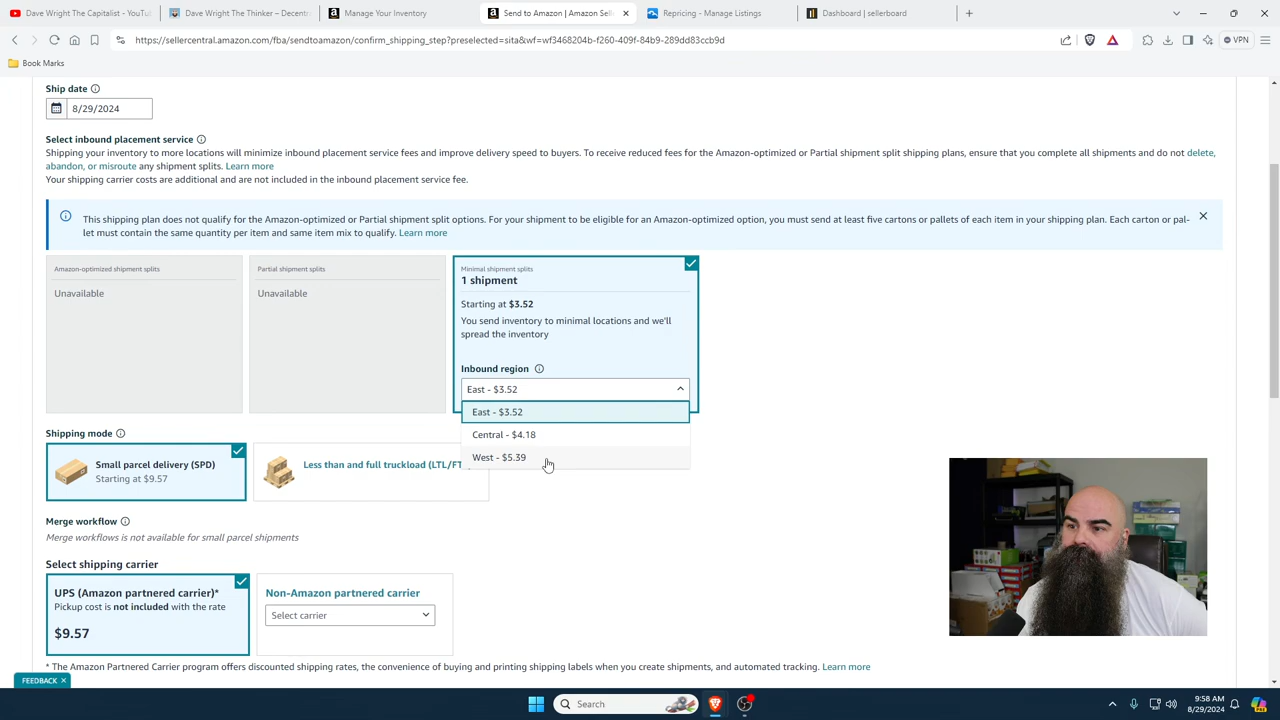 Dave Wright The Capitalist - YouTu
Dave Wright The Thinker – Decentr
Manage Your Inventory
Send to Amazon | Amazon Sell
Repricing - Manage Listings
Dashboard | sellerboard
https://sellercentral.amazon.com/fba/sendtoamazon/confirm_shipping_step?preselected=sita&wf=wf3468204b-f260-409f-84b9-289dd83ccb9d
VPN
Book Marks
Ship date
8/29/2024
Select inbound placement service
Shipping your inventory to more locations will minimize inbound placement service fees and improve delivery speed to buyers. To receive reduced fees for the Amazon-optimized or Partial shipment split shipping plans, ensure that you complete all shipments and do not delete,
abandon, or misroute any shipment splits. Learn more
Your shipping carrier costs are additional and are not included in the inbound placement service fee.
This shipping plan does not qualify for the Amazon-optimized or Partial shipment split options. For your shipment to be eligible for an Amazon-optimized option, you must send at least five cartons or pallets of each item in your shipping plan. Each carton or pal-
let must contain the same quantity per item and same item mix to qualify. Learn more
Amazon-optimized shipment splits
Unavailable
Partial shipment splits
Unavailable
Minimal shipment splits
1 shipment
Starting at $3.52
You send inventory to minimal locations and we'll
spread the inventory
Inbound region
East - $3.52
East - $3.52
Central - $4.18
West - $5.39
Shipping mode
Small parcel delivery (SPD)
Starting at $9.57
Less than and full truckload (LTL/FT
Merge workflow
Merge workflows is not available for small parcel shipments
Select shipping carrier
UPS (Amazon partnered carrier)*
Pickup cost is not included with the rate
$9.57
Non-Amazon partnered carrier
Select carrier
* The Amazon Partnered Carrier program offers discounted shipping rates, the convenience of buying and printing shipping labels when you create shipments, and automated tracking. Learn more
FEEDBACK
Search
9:58 AM
8/29/2024